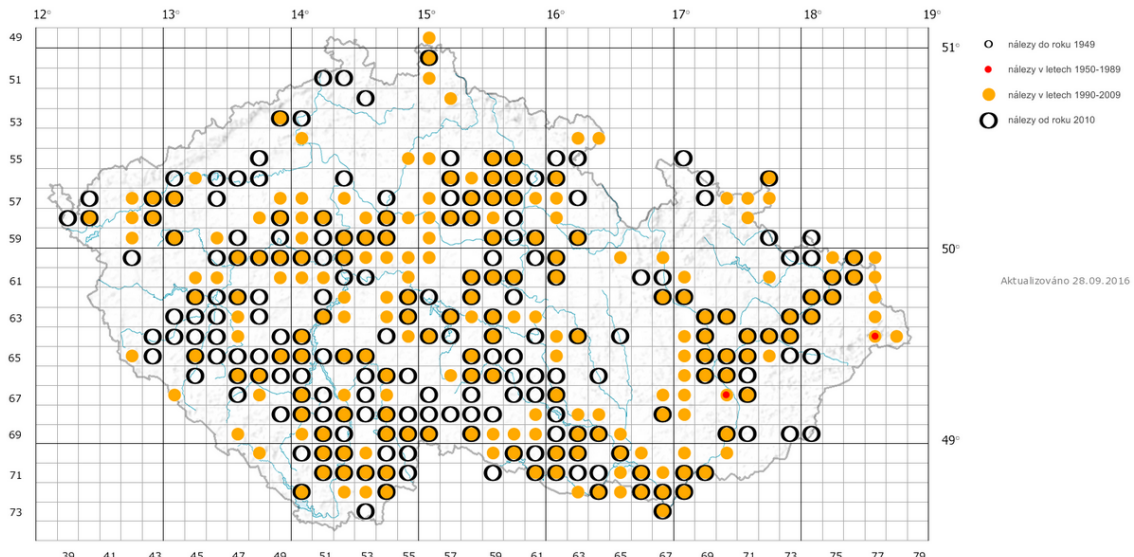 12° 13° 14° 15° 16° 17° 18° 19°
49
51°
nálezy do roku 1949
51
nálezy v letech 1950-1989
nálezy v letech 1990-2009
53
nálezy od roku 2010
55
57
59
50°
61
Aktualizováno 28.09.2016
63
65
67
69
49°
71
73
39 41 43 45 47 49 51 53 55 57 59 61 63 65 67 69 71 73 75 77 79